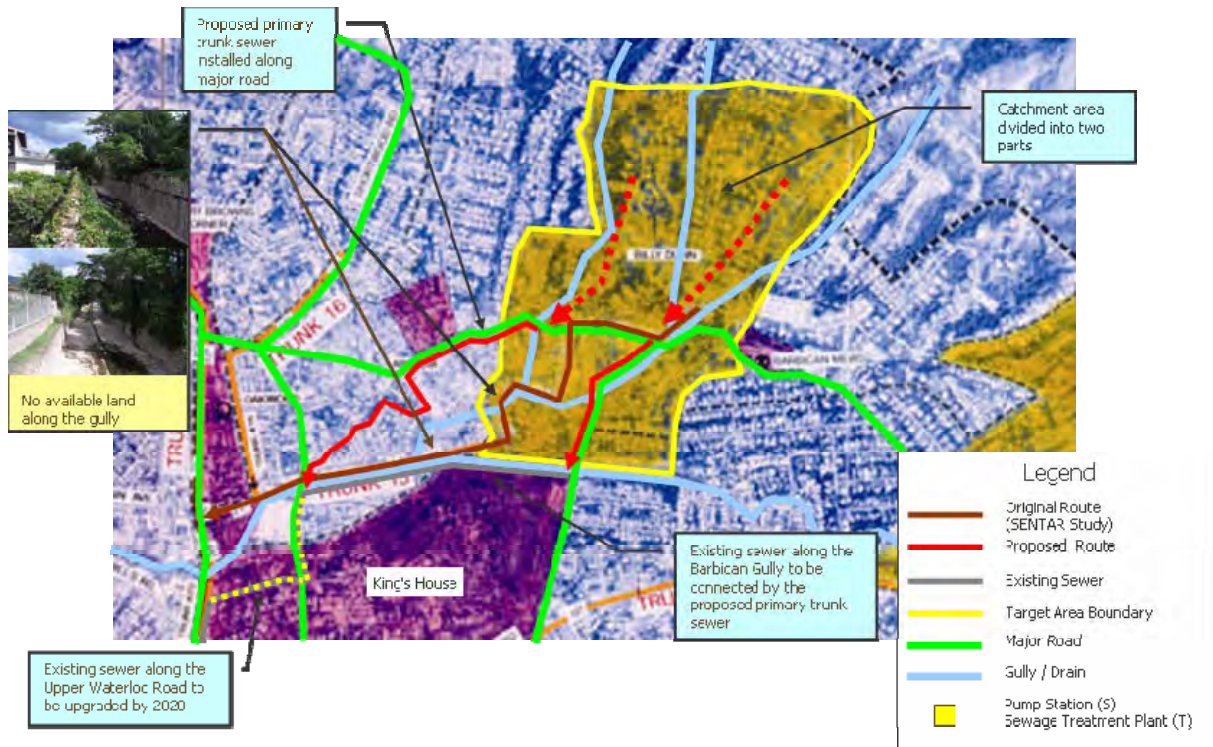 Proposed primary
trunk sewer
installed along
major road
Catchment area
divided into two
parts
No available land
along the gully
TRUNK 16
BILLY DUNN
BARBICAN MEWS
TRUNK 15
King's House
Existing sewer along the
Barbican Gully to be
connected by the
proposed primary trunk
sewer
Existing sewer along the
Upper Waterloo Road to
be upgraded by 2020
Legend
Original Route
(SENTAR Study)
Proposed Route
Existing Sewer
Target Area Boundary
Major Road
Gully / Drain
Pump Station (S)
Sewage Treatment Plant (T)